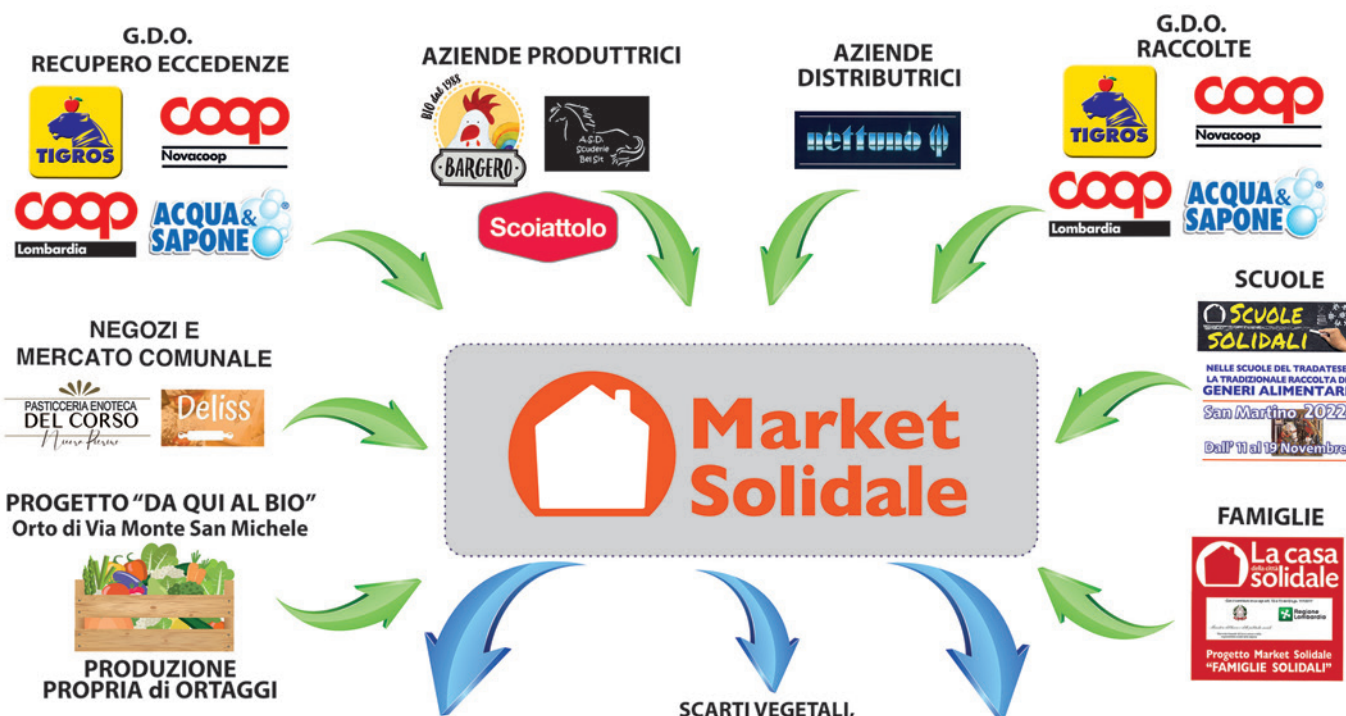 G.D.O.
RECUPERO ECCEDENZE
TIGROS
coop
Novacoop
coop
Lombardia
ACQUA &
SAPONE
AZIENDE PRODUTTRICI
BIO dal 1988
BARGERO
A.S.D.
Scuderie
Bel Sit
Scoiattolo
AZIENDE
DISTRIBUTRICI
nettuno
G.D.O.
RACCOLTE
TIGROS
coop
Novacoop
coop
Lombardia
ACQUA &
SAPONE
NEGOZI E
MERCATO COMUNALE
PASTICCERIA ENOTECA
DEL CORSO
Deliss
PROGETTO “DA QUI AL BIO”
Orto di Via Monte San Michele
PRODUZIONE
PROPRIA di ORTAGGI
Market
Solidale
SCUOLE
SCUOLE
SOLIDALI
NELLE SCUOLE DEL TRADATESE
LA TRADIZIONALE RACCOLTA DI
GENERI ALIMENTARI
San Martino 2022
Dall' 11 al 19 Novembre
FAMIGLIE
La casa
della città
solidale
Regione
Lombardia
Progetto Market Solidale
“FAMIGLIE SOLIDALI”
SCARTI VEGETALI,